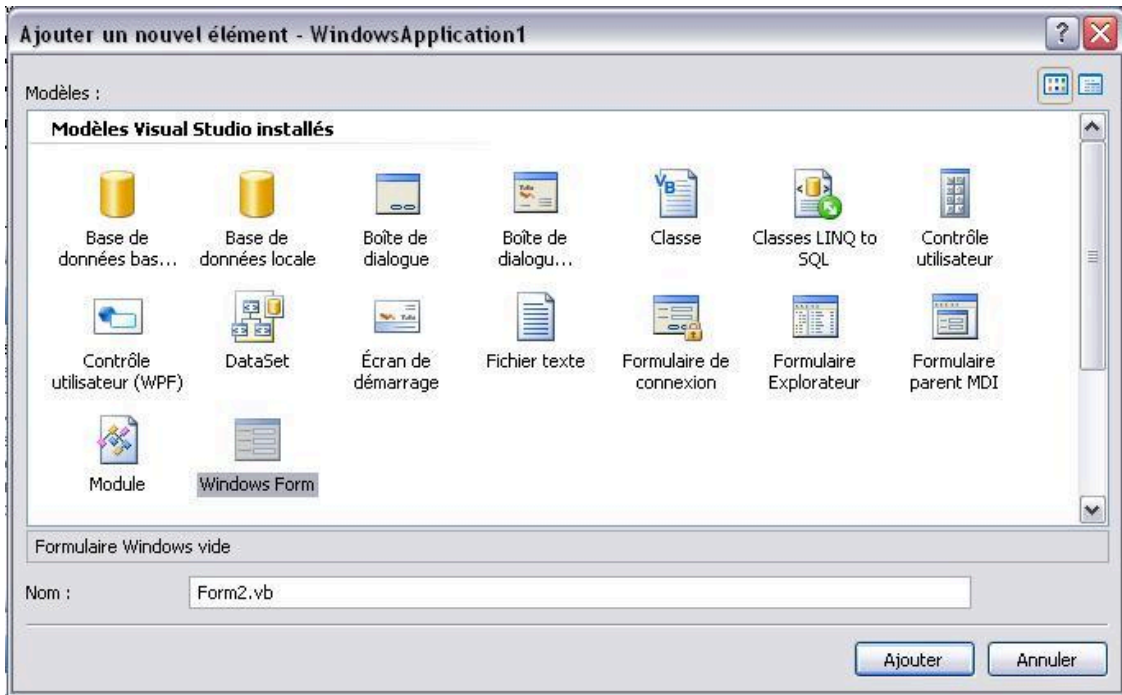 Ajouter un nouvel élément - WindowsApplication1
Modèles :
Modèles Visual Studio installés
Base de données bas...
Base de données locale
Boîte de dialogue
Boîte de dialogu...
Classe
Classes LINQ to SQL
Contrôle utilisateur
Contrôle utilisateur (WPF)
DataSet
Écran de démarrage
Fichier texte
Formulaire de connexion
Formulaire Explorateur
Formulaire parent MDI
Module
Windows Form
Formulaire Windows vide
Nom :
Form2.vb
Ajouter
Annuler